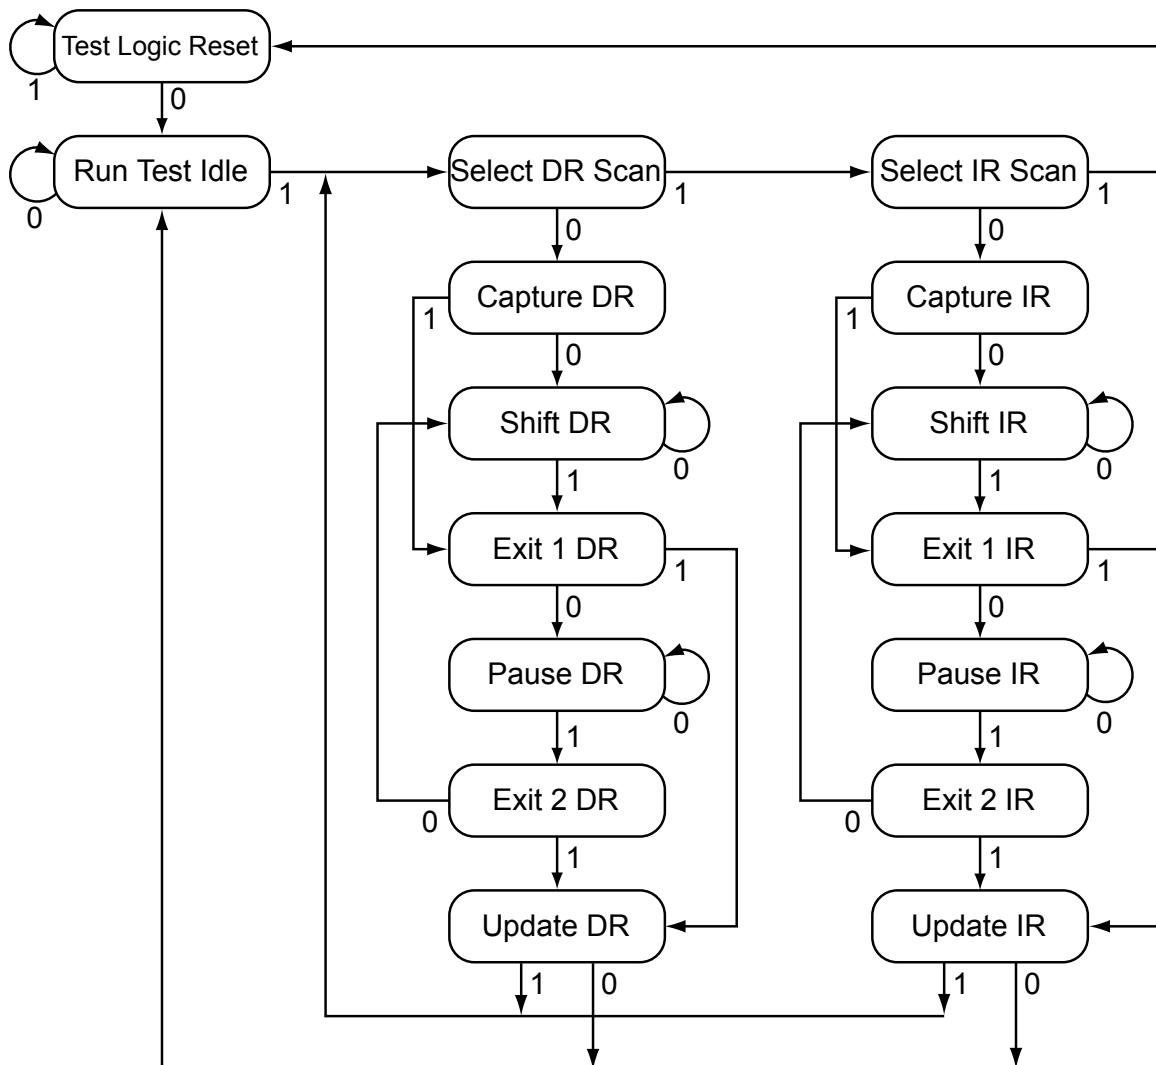 Test Logic Reset
1
0
Run Test Idle
1
0
Select DR Scan
1
0
Select IR Scan
1
0
Capture DR
1
0
Capture IR
1
0
Shift DR
0
1
Shift IR
0
1
Exit 1 DR
1
0
Exit 1 IR
1
0
Pause DR
0
1
Pause IR
0
1
Exit 2 DR
0
1
Exit 2 IR
0
1
Update DR
1
0
Update IR
1
0